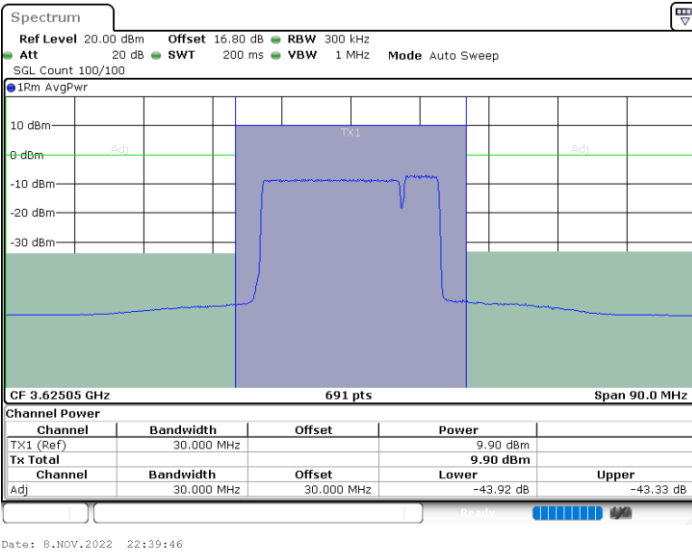 Spectrum
Ref Level 20.00 dBm Offset 16.80 dB RBW 300 kHz
Att 20 dB SWT 200 ms VBW 1 MHz Mode Auto Sweep
SGL Count 100/100
1Rm AvgPwr
10 dBm
TX1
Adj Adj
0 dBm
-10 dBm
-20 dBm
-30 dBm
CF 3.62505 GHz 691 pts Span 90.0 MHz
Channel Power
Channel Bandwidth Offset Power
TX1 (Ref) 30.000 MHz 9.90 dBm
Tx Total 9.90 dBm
Channel Bandwidth Offset Lower Upper
Adj 30.000 MHz 30.000 MHz -43.92 dB -43.33 dB
Ready
Date: 8.NOV.2022 22:39:46